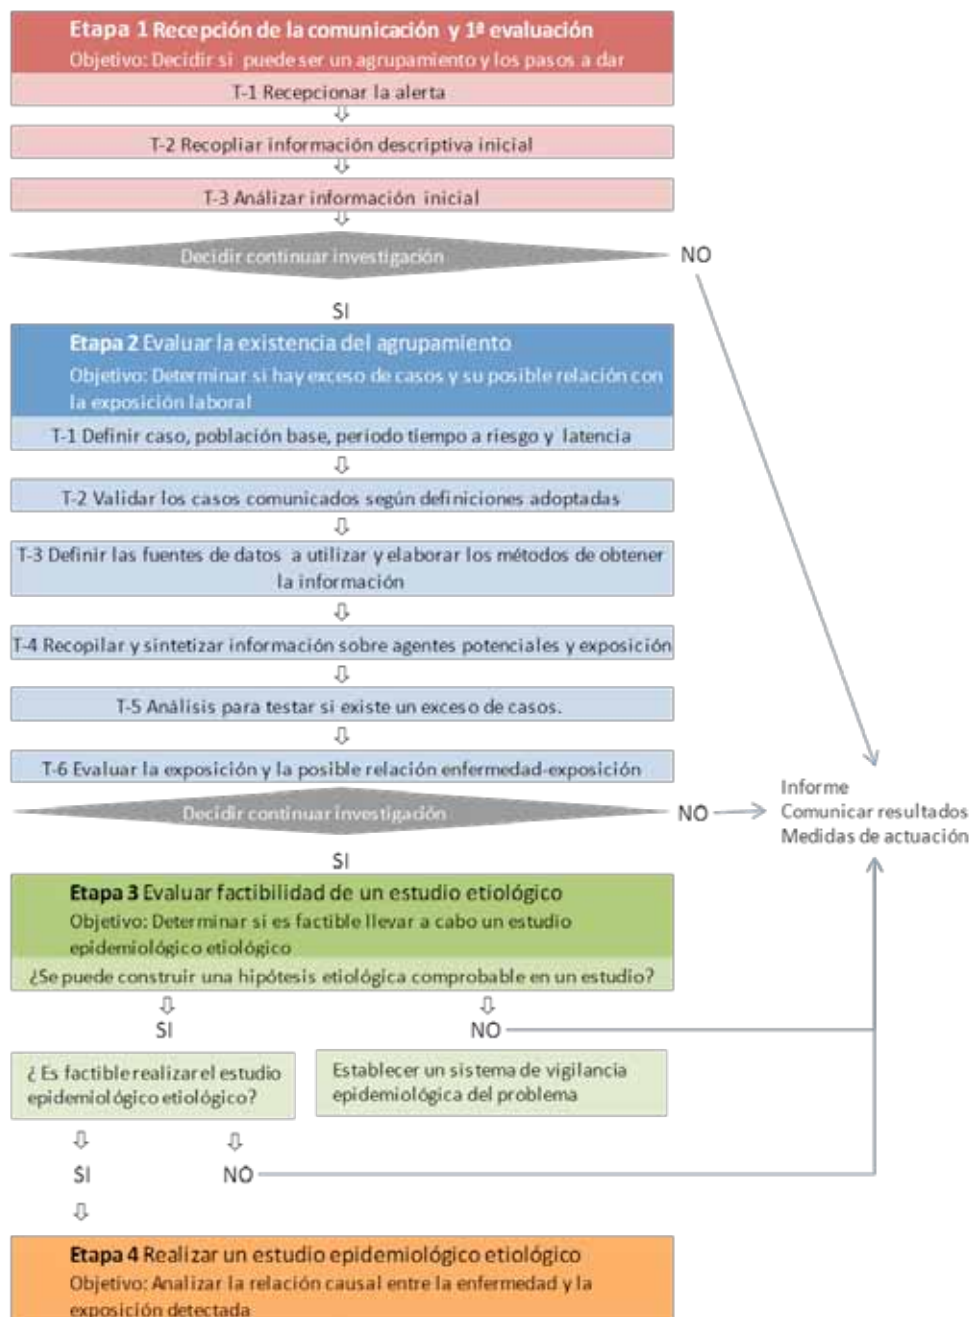 Etapa 1 Recepción de la comunicación y 1ª evaluación
Objetivo: Decidir si puede ser un agrupamiento y los pasos a dar
T-1 Recepcionar la alerta
T-2 Recopliar información descriptiva inicial
T-3 Análizar información inicial
Decidir continuar investigación
NO
SI
Etapa 2 Evaluar la existencia del agrupamiento
Objetivo: Determinar si hay exceso de casos y su posible relación con
la exposición laboral
T-1 Definir caso, población base, período tiempo a riesgo y latencia
T-2 Validar los casos comunicados según definiciones adoptadas
T-3 Definir las fuentes de datos a utilizar y elaborar los métodos de obtener
la información
T-4 Recopilar y sintetizar información sobre agentes potenciales y exposición
T-5 Análisis para testar si existe un exceso de casos.
T-6 Evaluar la exposición y la posible relación enfermedad-exposición
Decidir continuar investigación
NO
Informe
Comunicar resultados
Medidas de actuación
SI
Etapa 3 Evaluar factibilidad de un estudio etiológico
Objetivo: Determinar si es factible llevar a cabo un estudio
epidemiológico etiológico
¿Se puede construir una hipótesis etiológica comprobable en un estudio?
SI
NO
¿ Es factible realizar el estudio
epidemiológico etiológico?
Establecer un sistema de vigilancia
epidemiológica del problema
SI
NO
Etapa 4 Realizar un estudio epidemiológico etiológico
Objetivo: Analizar la relación causal entre la enfermedad y la
exposición detectada